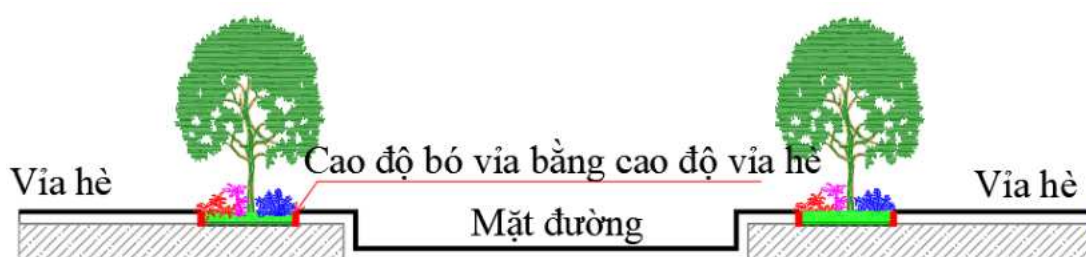 Cao độ bó vỉa bằng cao độ vỉa hè
Vỉa hè
Vỉa hè
Mặt đường